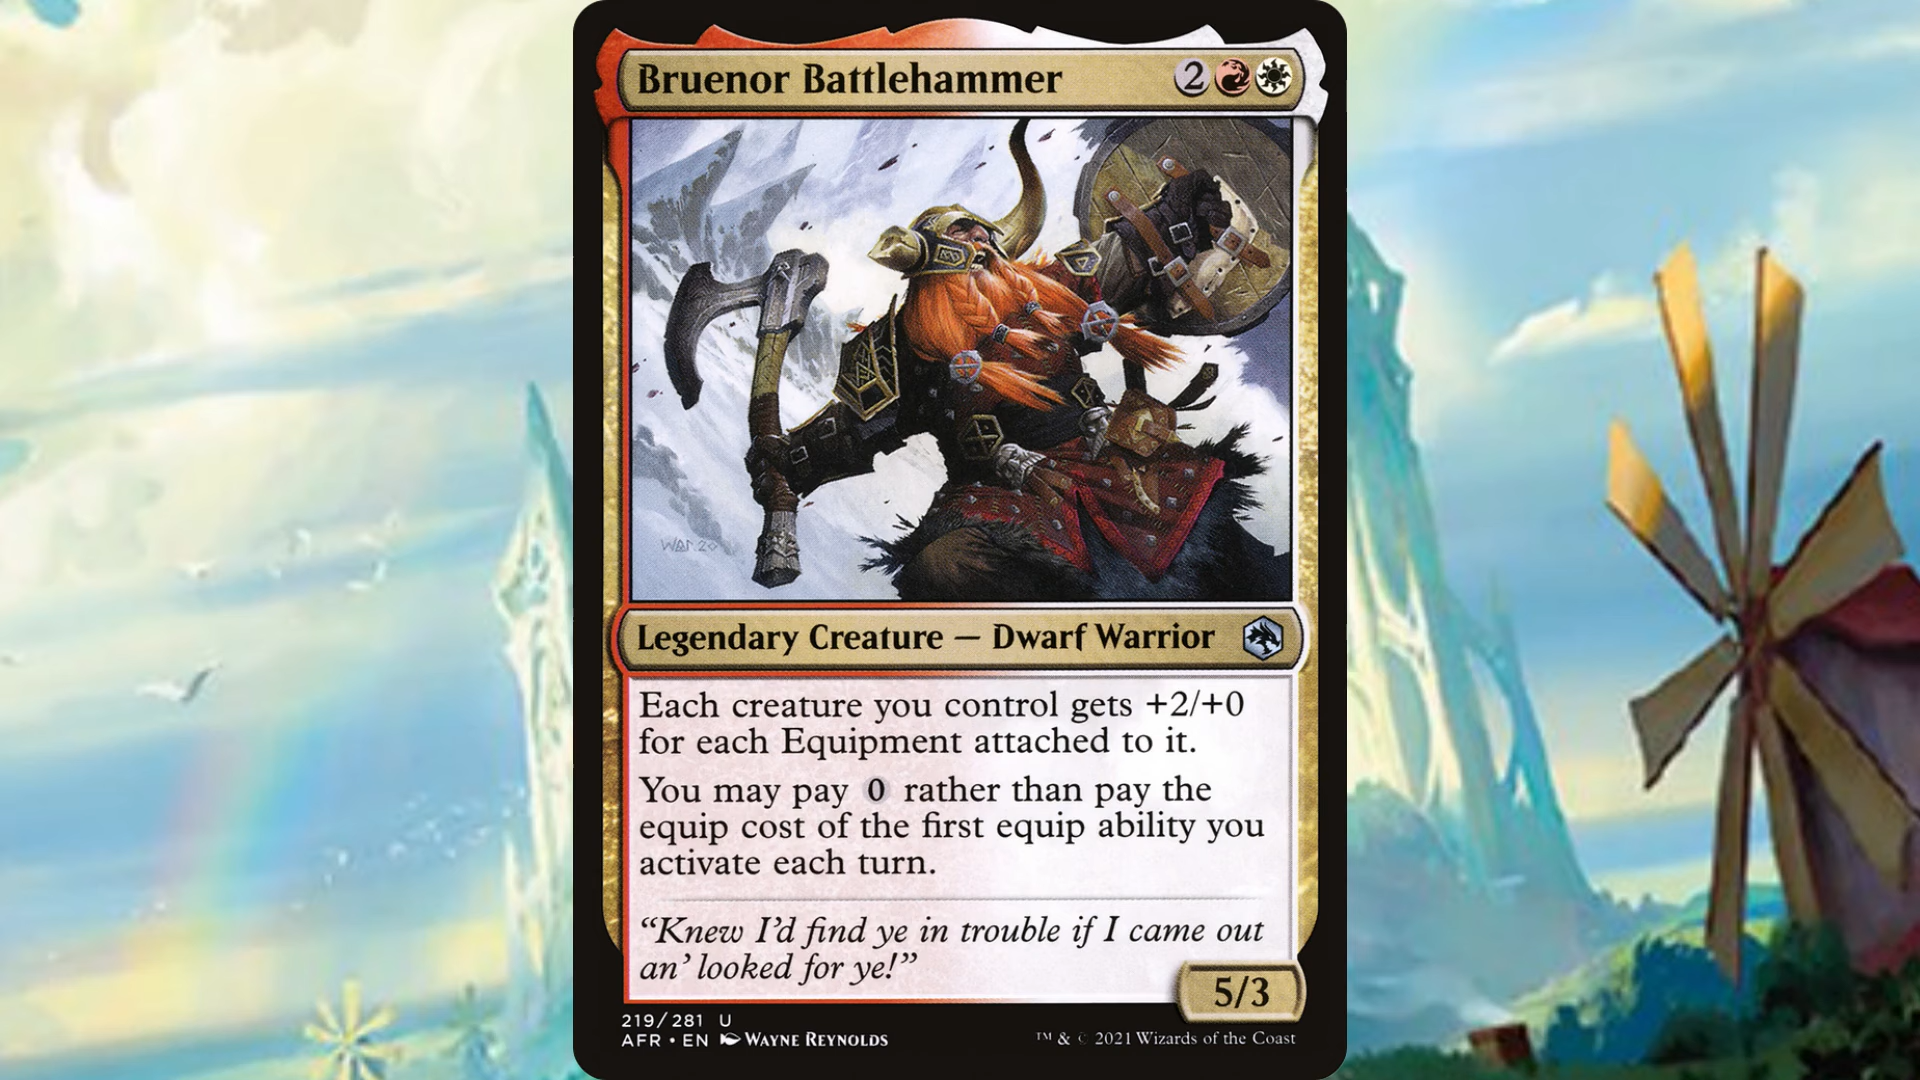 Bruenor Battlehammer 2
WAR.20
Legendary Creature — Dwarf Warrior
Each creature you control gets +2/+0
for each Equipment attached to it.
You may pay 0 rather than pay the
equip cost of the first equip ability you
activate each turn.
“Knew I’d find ye in trouble if I came out
an’ looked for ye!”
5/3
219/281 U
AFR • EN Wayne Reynolds
™ & © 2021 Wizards of the Coast